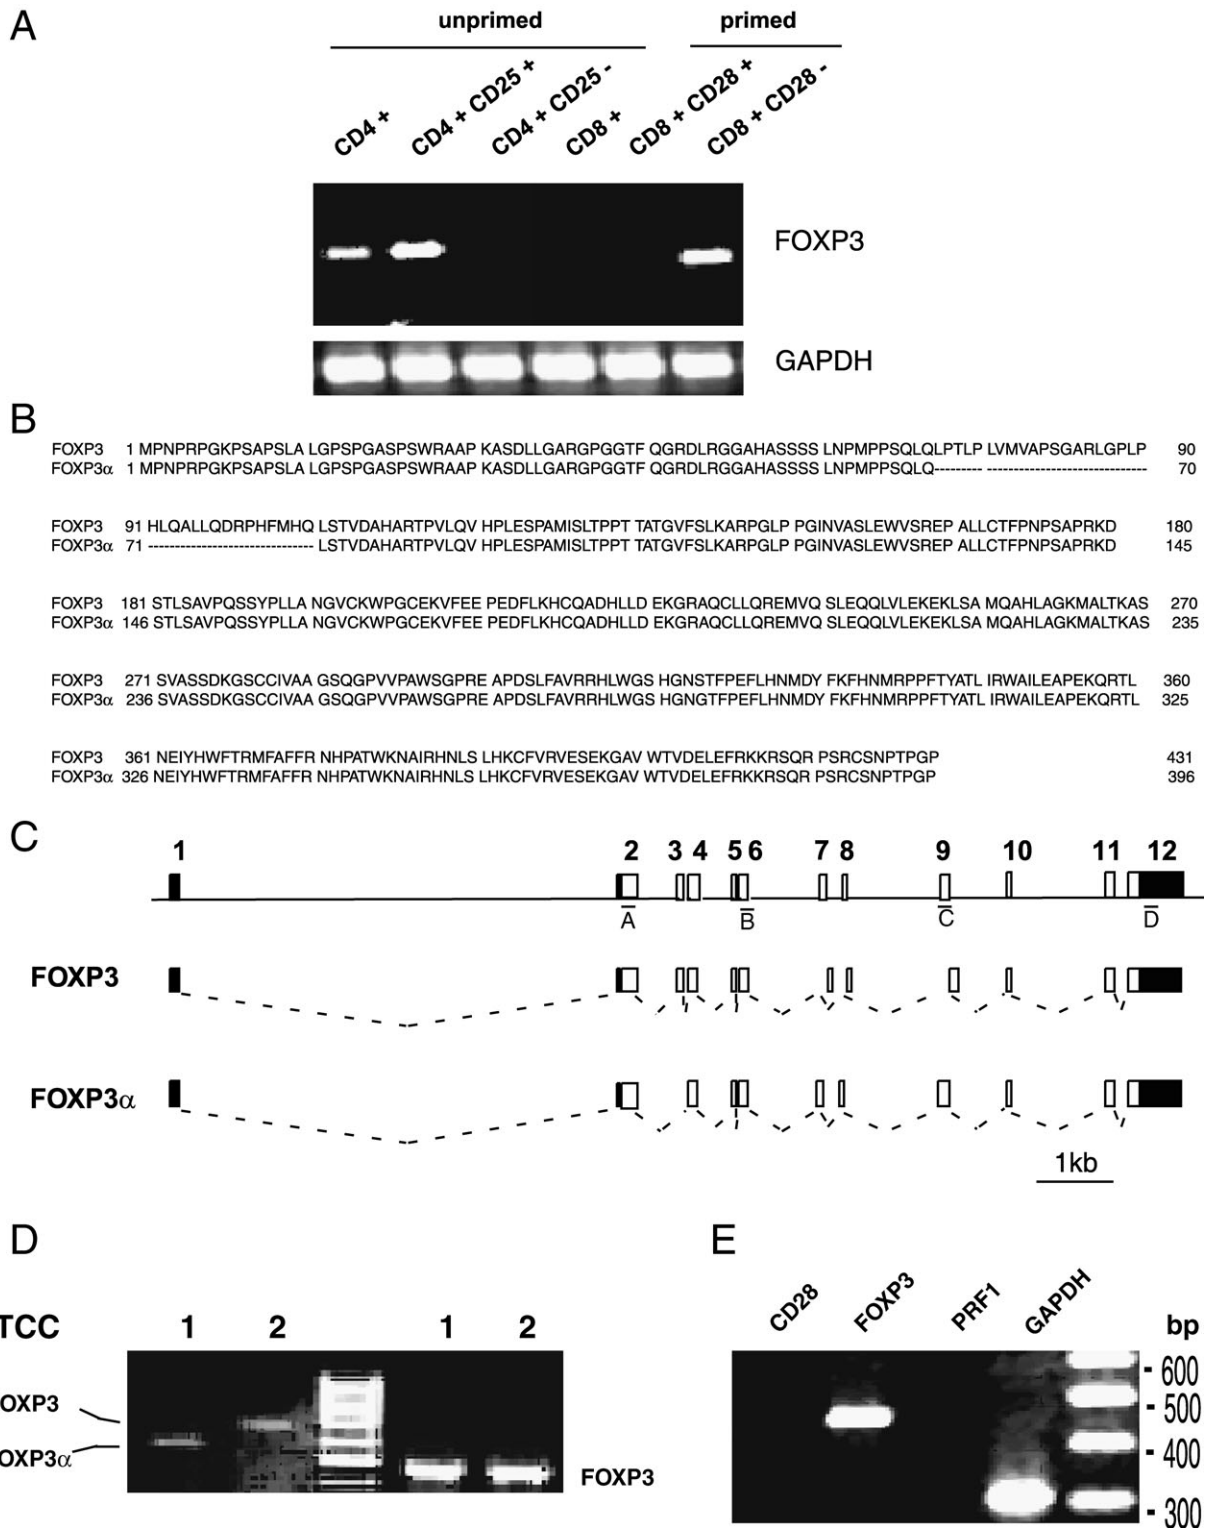 A
unprimed primed
CD4 + CD4 + CD25 + CD4 + CD25 - CD8 + CD8 + CD28 + CD8 + CD28 -
FOXP3
GAPDH
B
FOXP3 1 MPNPRPGKPSAPSLA LGPSPGASPSWRAAP KASDLLGARGPGGTF QGRDLRGGAHASSSS LNPMPPSQLQLPTLP LVMVAPSGARLGPLP 90
FOXP3α 1 MPNPRPGKPSAPSLA LGPSPGASPSWRAAP KASDLLGARGPGGTF QGRDLRGGAHASSSS LNPMPPSQLQ--------- ------------------------------ 70
FOXP3 91 HLQALLQDRPHFMHQ LSTVDAHARTPVLQV HPLESPAMISLTPPT TATGVFSLKARPGLP PGINVASLEWVSREP ALLCTFPNPSAPRKD 180
FOXP3α 71 ------------------------------- LSTVDAHARTPVLQV HPLESPAMISLTPPT TATGVFSLKARPGLP PGINVASLEWVSREP ALLCTFPNPSAPRKD 145
FOXP3 181 STLSAVPQSSYPLLA NGVCKWPGCEKVFEE PEDFLKHCQADHLLD EKGRAQCLLQREMVQ SLEQQLVLEKEKLSA MQAHLAGKMALTKAS 270
FOXP3α 146 STLSAVPQSSYPLLA NGVCKWPGCEKVFEE PEDFLKHCQADHLLD EKGRAQCLLQREMVQ SLEQQLVLEKEKLSA MQAHLAGKMALTKAS 235
FOXP3 271 SVASSDKGSCCIVAA GSQGPVVPAWSGPRE APDSLFAVRRHLWGS HGNSTFPEFLHNMDY FKFHNMRPPFTYATL IRWAILEAPEKQRTL 360
FOXP3α 236 SVASSDKGSCCIVAA GSQGPVVPAWSGPRE APDSLFAVRRHLWGS HGNGTFPEFLHNMDY FKFHNMRPPFTYATL IRWAILEAPEKQRTL 325
FOXP3 361 NEIYHWFTRMFAFFR NHPATWKNAIRHNLS LHKCFVRVESEKGAV WTVDELEFRKKRSQR PSRCSNPTPGP 431
FOXP3α 326 NEIYHWFTRMFAFFR NHPATWKNAIRHNLS LHKCFVRVESEKGAV WTVDELEFRKKRSQR PSRCSNPTPGP 396
C
1 2 3 4 5 6 7 8 9 10 11 12
A B C D
FOXP3
FOXP3α
1kb
D
TCC 1 2 1 2
OXP3
OXP3α
FOXP3
E
CD28 FOXP3 PRF1 GAPDH bp
- 600
- 500
- 400
- 300